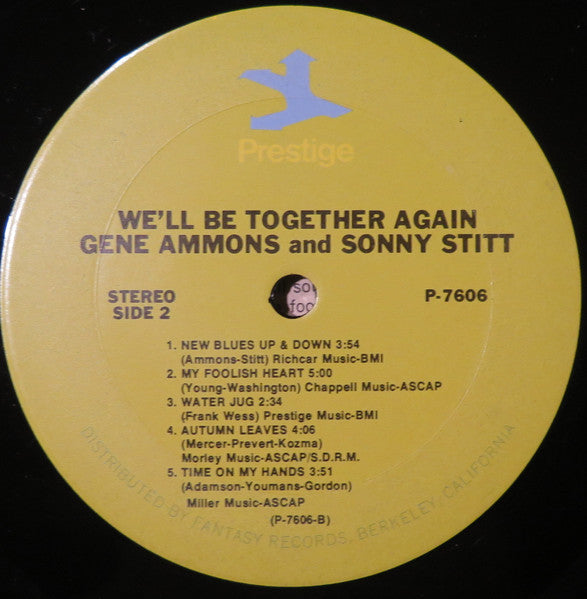 Prestige
WE'LL BE TOGETHER AGAIN
GENE AMMONS and SONNY STITT
STEREO
SIDE 2
P-7606
1. NEW BLUES UP & DOWN 3:54
(Ammons-Stitt) Richcar Music-BMI
2. MY FOOLISH HEART 5:00
(Young-Washington) Chappell Music-ASCAP
3. WATER JUG 2:34
(Frank Wess) Prestige Music-BMI
4. AUTUMN LEAVES 4:06
(Mercer-Prevert-Kozma)
Morley Music-ASCAP/S.D.R.M.
5. TIME ON MY HANDS 3:51
(Adamson-Youmans-Gordon)
Miller Music-ASCAP
(P-7606-B)
DISTRIBUTED BY FANTASY RECORDS, BERKELEY, CALIFORNIA